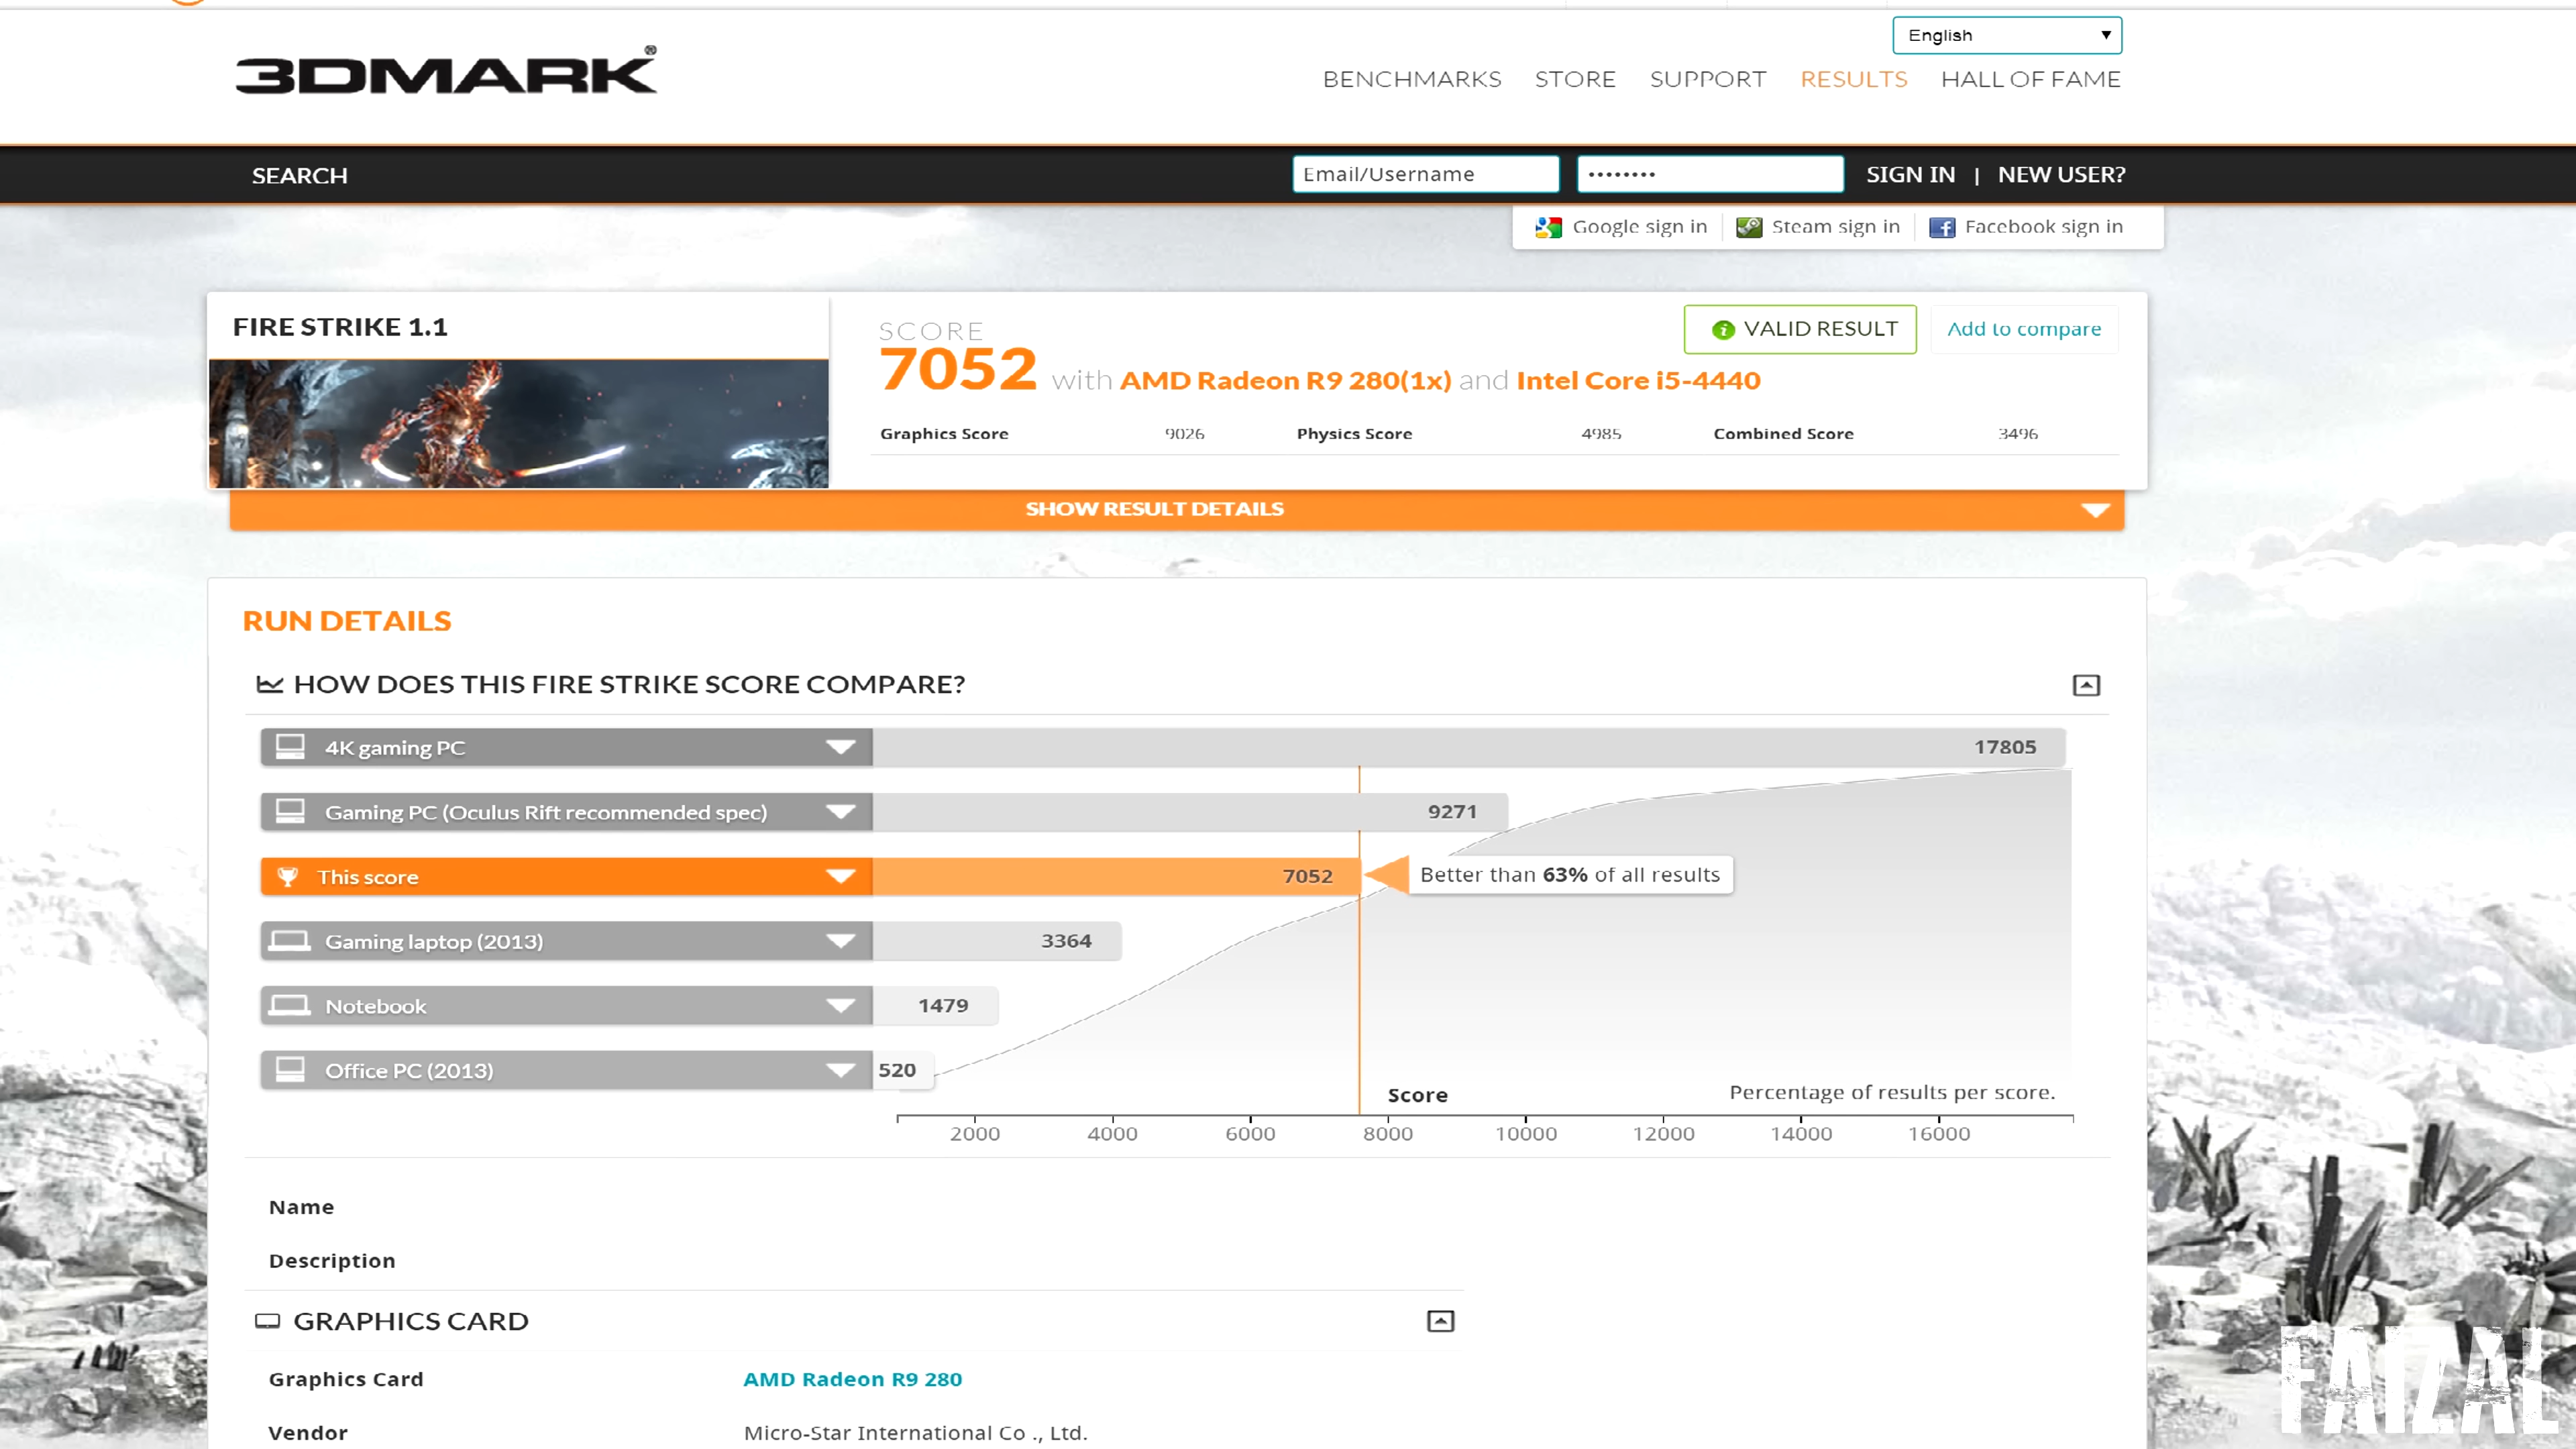 English
3DMARK®
BENCHMARKS STORE SUPPORT RESULTS HALL OF FAME
SEARCH
Email/Username •••••••• SIGN IN | NEW USER?
Google sign in Steam sign in Facebook sign in
FIRE STRIKE 1.1
SCORE
VALID RESULT Add to compare
7052 with AMD Radeon R9 280(1x) and Intel Core i5-4440
Graphics Score 9026 Physics Score 4985 Combined Score 3496
SHOW RESULT DETAILS
RUN DETAILS
HOW DOES THIS FIRE STRIKE SCORE COMPARE?
4K gaming PC 17805
Gaming PC (Oculus Rift recommended spec) 9271
This score 7052 Better than 63% of all results
Gaming laptop (2013) 3364
Notebook 1479
Office PC (2013) 520
Score Percentage of results per score.
2000 4000 6000 8000 10000 12000 14000 16000
Name
Description
GRAPHICS CARD
Graphics Card AMD Radeon R9 280
Vendor Micro-Star International Co ., Ltd.
FAIZAL